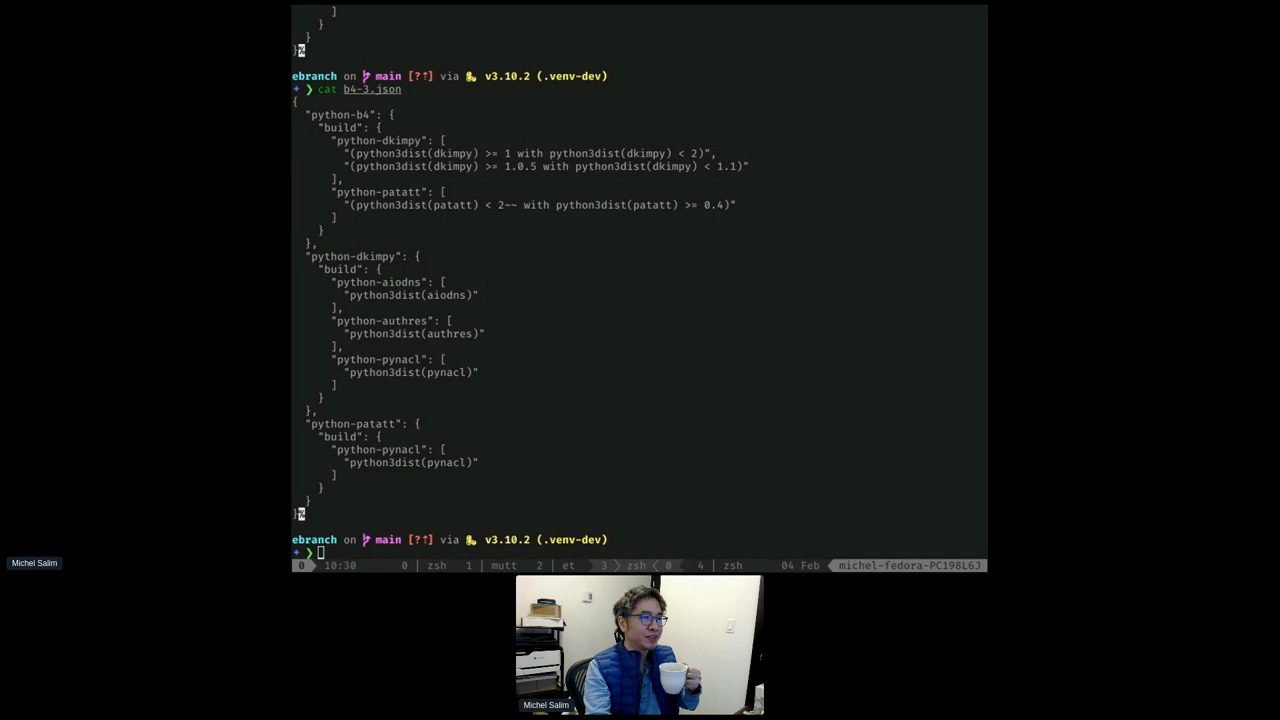 ]
   }
  }
}%
ebranch on main [?⇡] via v3.10.2 (.venv-dev)
✦ ❯ cat b4-3.json
{
  "python-b4": {
    "build": {
      "python-dkimpy": [
        "(python3dist(dkimpy) >= 1 with python3dist(dkimpy) < 2)",
        "(python3dist(dkimpy) >= 1.0.5 with python3dist(dkimpy) < 1.1)"
      ],
      "python-patatt": [
        "(python3dist(patatt) < 2~~ with python3dist(patatt) >= 0.4)"
      ]
    }
  },
  "python-dkimpy": {
    "build": {
      "python-aiodns": [
        "python3dist(aiodns)"
      ],
      "python-authres": [
        "python3dist(authres)"
      ],
      "python-pynacl": [
        "python3dist(pynacl)"
      ]
    }
  },
  "python-patatt": {
    "build": {
      "python-pynacl": [
        "python3dist(pynacl)"
      ]
    }
  }
}%
ebranch on main [?⇡] via v3.10.2 (.venv-dev)
✦ ❯
0 10:30 0 | zsh 1 | mutt 2 | et 3 > zsh < 0 4 | zsh 04 Feb michel-fedora-PC198L6J
Michel Salim
Michel Salim